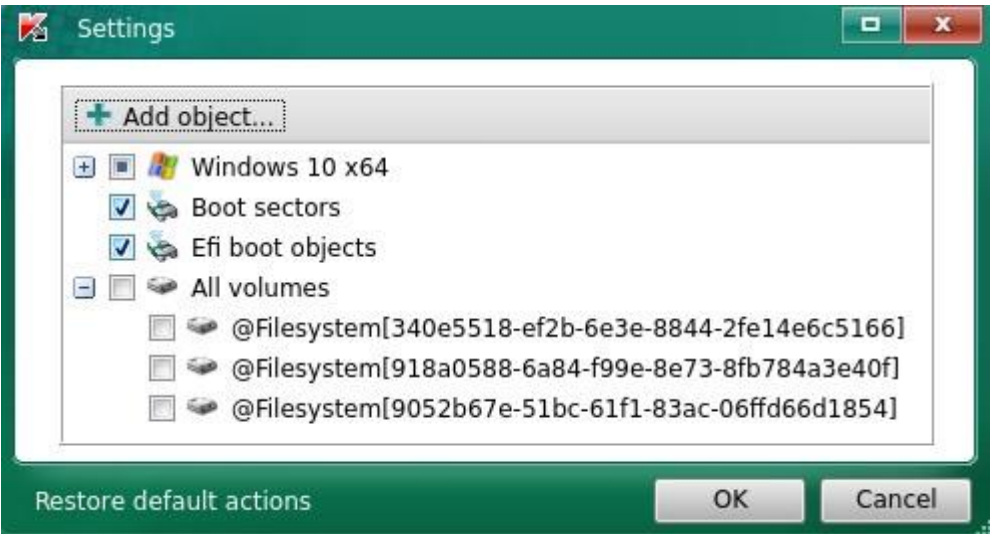 Settings
Add object...
Windows 10 x64
Boot sectors
Efi boot objects
All volumes
@Filesystem[340e5518-ef2b-6e3e-8844-2fe14e6c5166]
@Filesystem[918a0588-6a84-f99e-8e73-8fb784a3e40f]
@Filesystem[9052b67e-51bc-61f1-83ac-06ffd66d1854]
Restore default actions OK Cancel